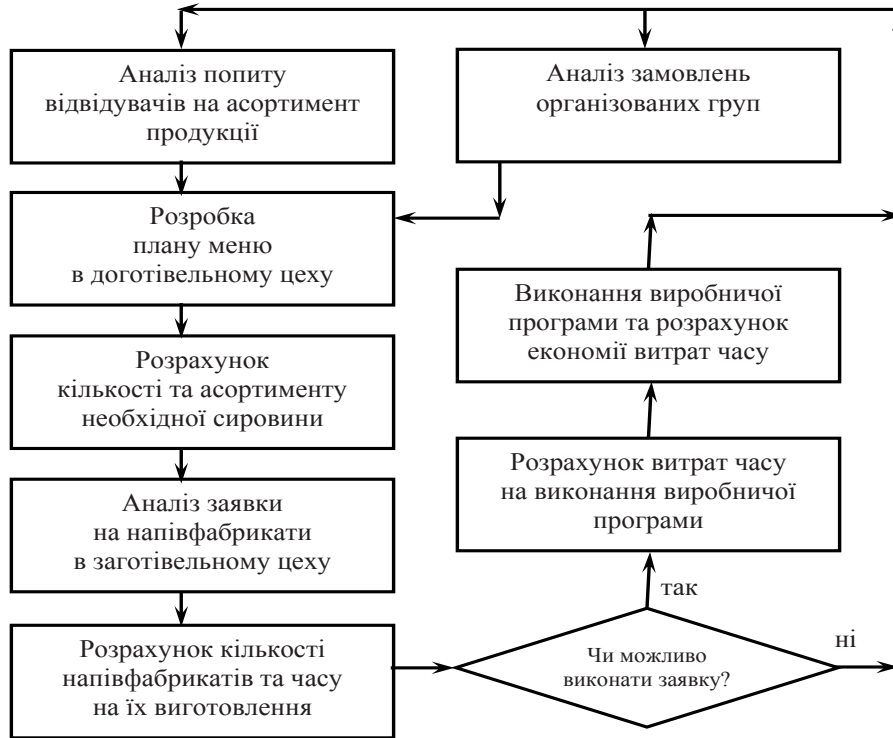 Аналіз попиту
відвідувачів на асортимент
продукції
Аналіз замовлень
організованих груп
Розробка
плану меню
в доготівельному цеху
Виконання виробничої
програми та розрахунок
економії витрат часу
Розрахунок
кількості та асортименту
необхідної сировини
Розрахунок витрат часу
на виконання виробничої
програми
Аналіз заявки
на напівфабрикати
в заготівельному цеху
так
Розрахунок кількості
напівфабрикатів та часу
на їх виготовлення
Чи можливо
виконати заявку?
ні